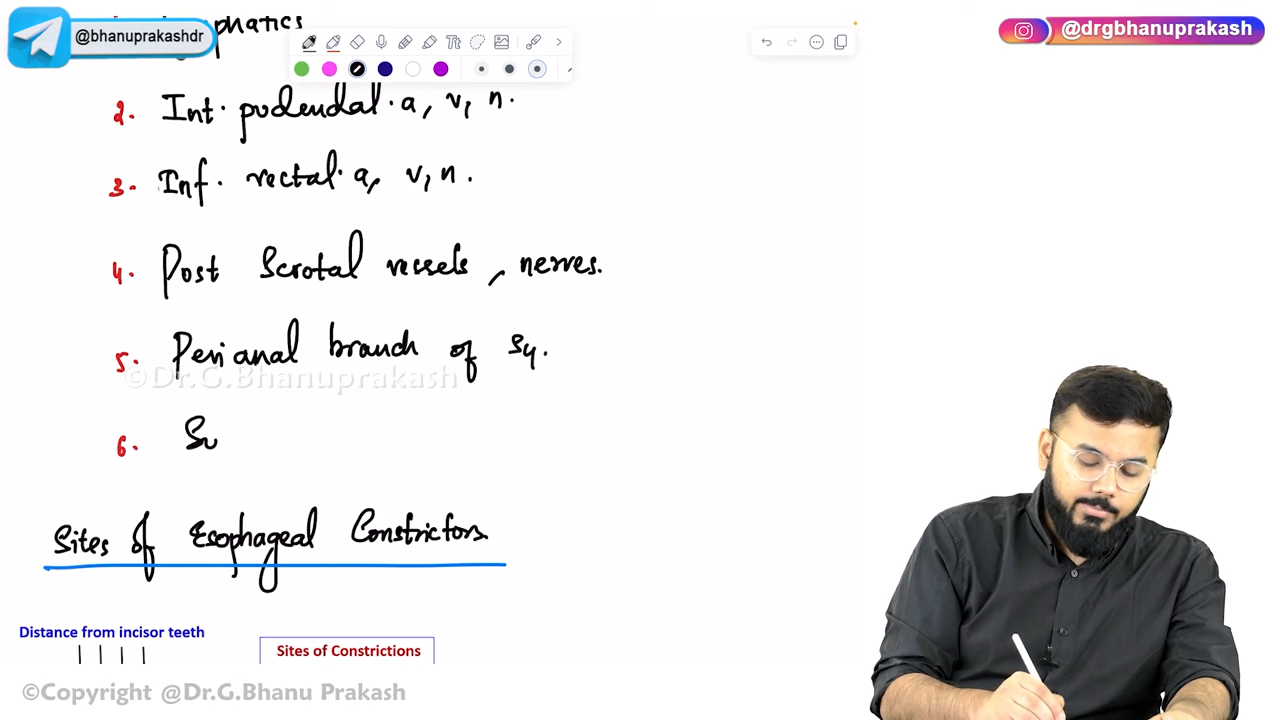 @bhanuprakashdr
@drgbhanuprakash
2. Int. pudendal. a, v, n.
3. Inf. rectal. a, v, n.
4. Post Scrotal vessels, nerves.
5. Perianal branch of S4.
©Dr.G.Bhanuprakash
6. Su
Sites of Esophageal Constrictors
Distance from incisor teeth
Sites of Constrictions
©Copyright @Dr.G.Bhanu Prakash